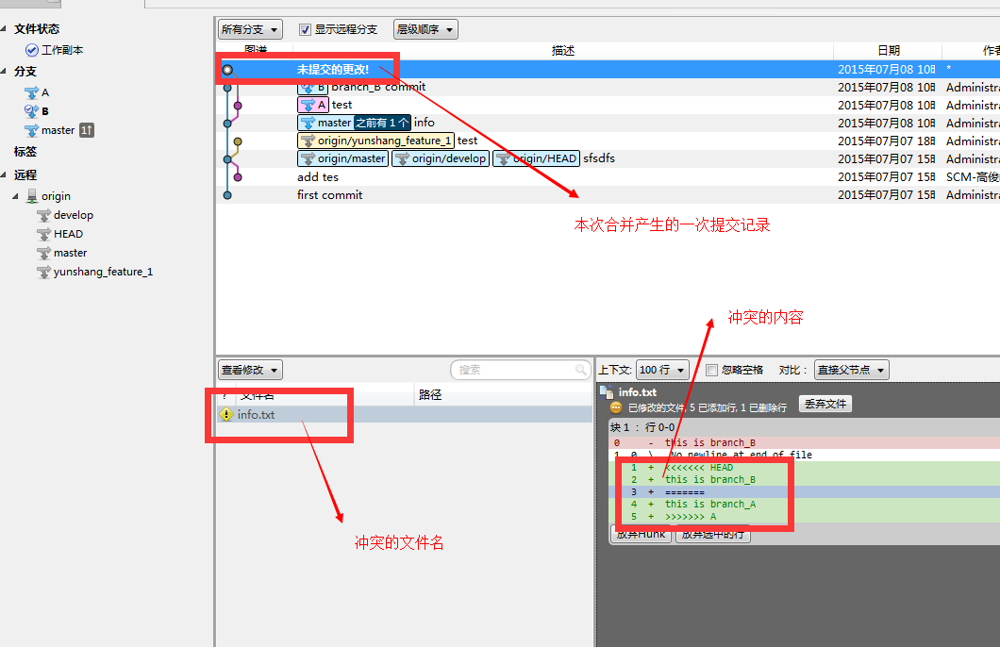 文件状态
工作副本
分支
A
B
master 1↑
标签
远程
origin
develop
HEAD
master
yunshang_feature_1
所有分支 显示远程分支 层级顺序
图谱 描述 日期 作者
未提交的更改! 2015年07月08 10时 *
B branch_B commit 2015年07月08 10时 Administra
A test 2015年07月08 10时 Administra
master 之前有 1 个 info 2015年07月08 10时 Administra
origin/yunshang_feature_1 test 2015年07月07 18时 Administra
origin/master origin/develop origin/HEAD sfsdfs 2015年07月07 15时 Administra
add tes 2015年07月07 15时 SCM-高俊
first commit 2015年07月07 15时 Administra
本次合并产生的一次提交记录
冲突的内容
查看修改 搜索
? 文件名 路径
info.txt
冲突的文件名
上下文: 100 行 忽略空格 对比: 直接父节点
info.txt
已修改的文件, 5 已添加行, 1 已删除行 丢弃文件
块 1 : 行 0-0
0 - this is branch_B
1 0 \ No newline at end of file
1 + <<<<<<< HEAD
2 + this is branch_B
3 + =======
4 + this is branch_A
5 + >>>>>>> A
放弃Hunk 放弃选中的行